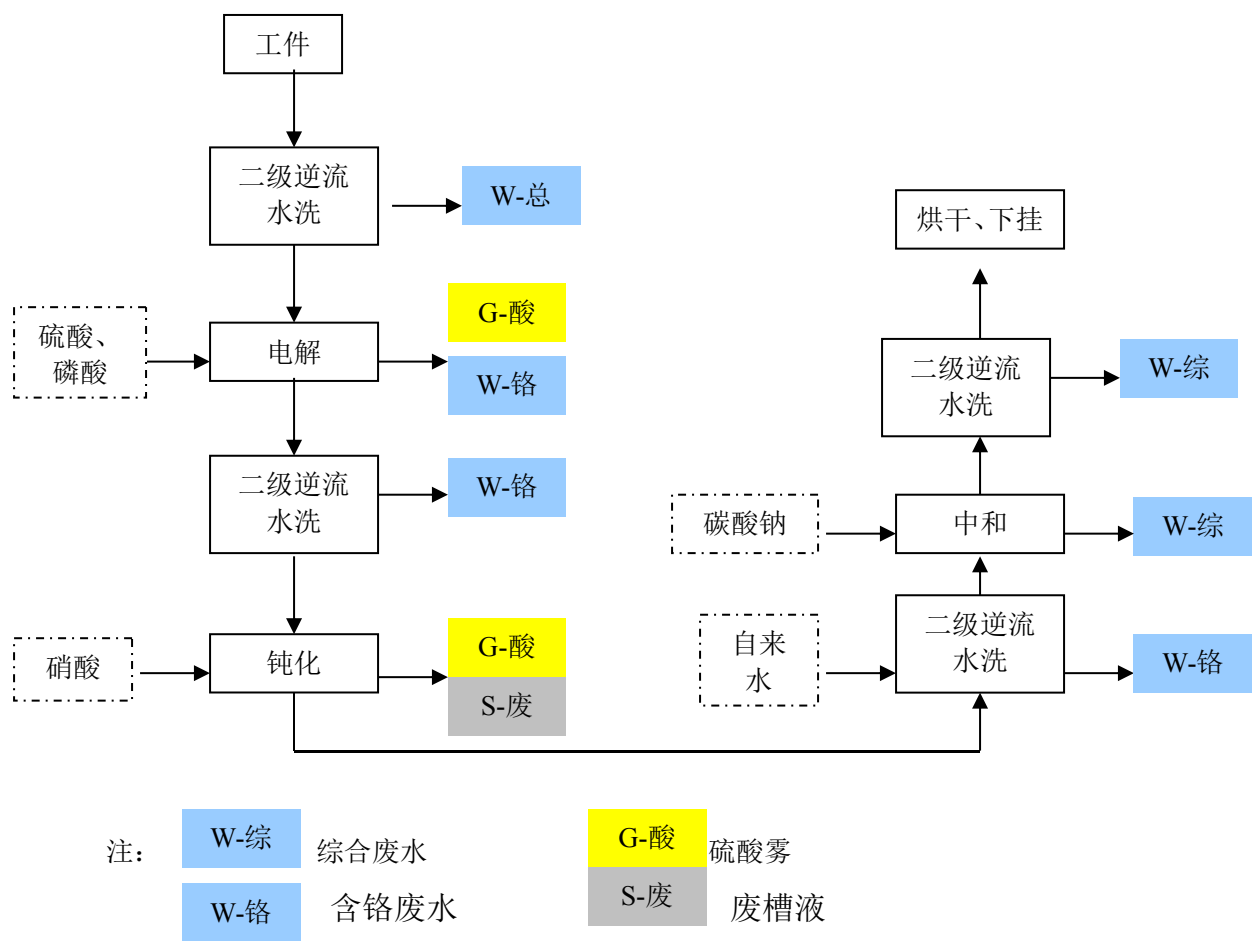 工件
二级逆流
水洗
W-总
硫酸、
磷酸
电解
G-酸
W-铬
二级逆流
水洗
W-铬
硝酸
钝化
G-酸
S-废
烘干、下挂
二级逆流
水洗
W-综
碳酸钠
中和
W-综
自来
水
二级逆流
水洗
W-铬
注：
W-综
综合废水
G-酸
硫酸雾
W-铬
含铬废水
S-废
废槽液